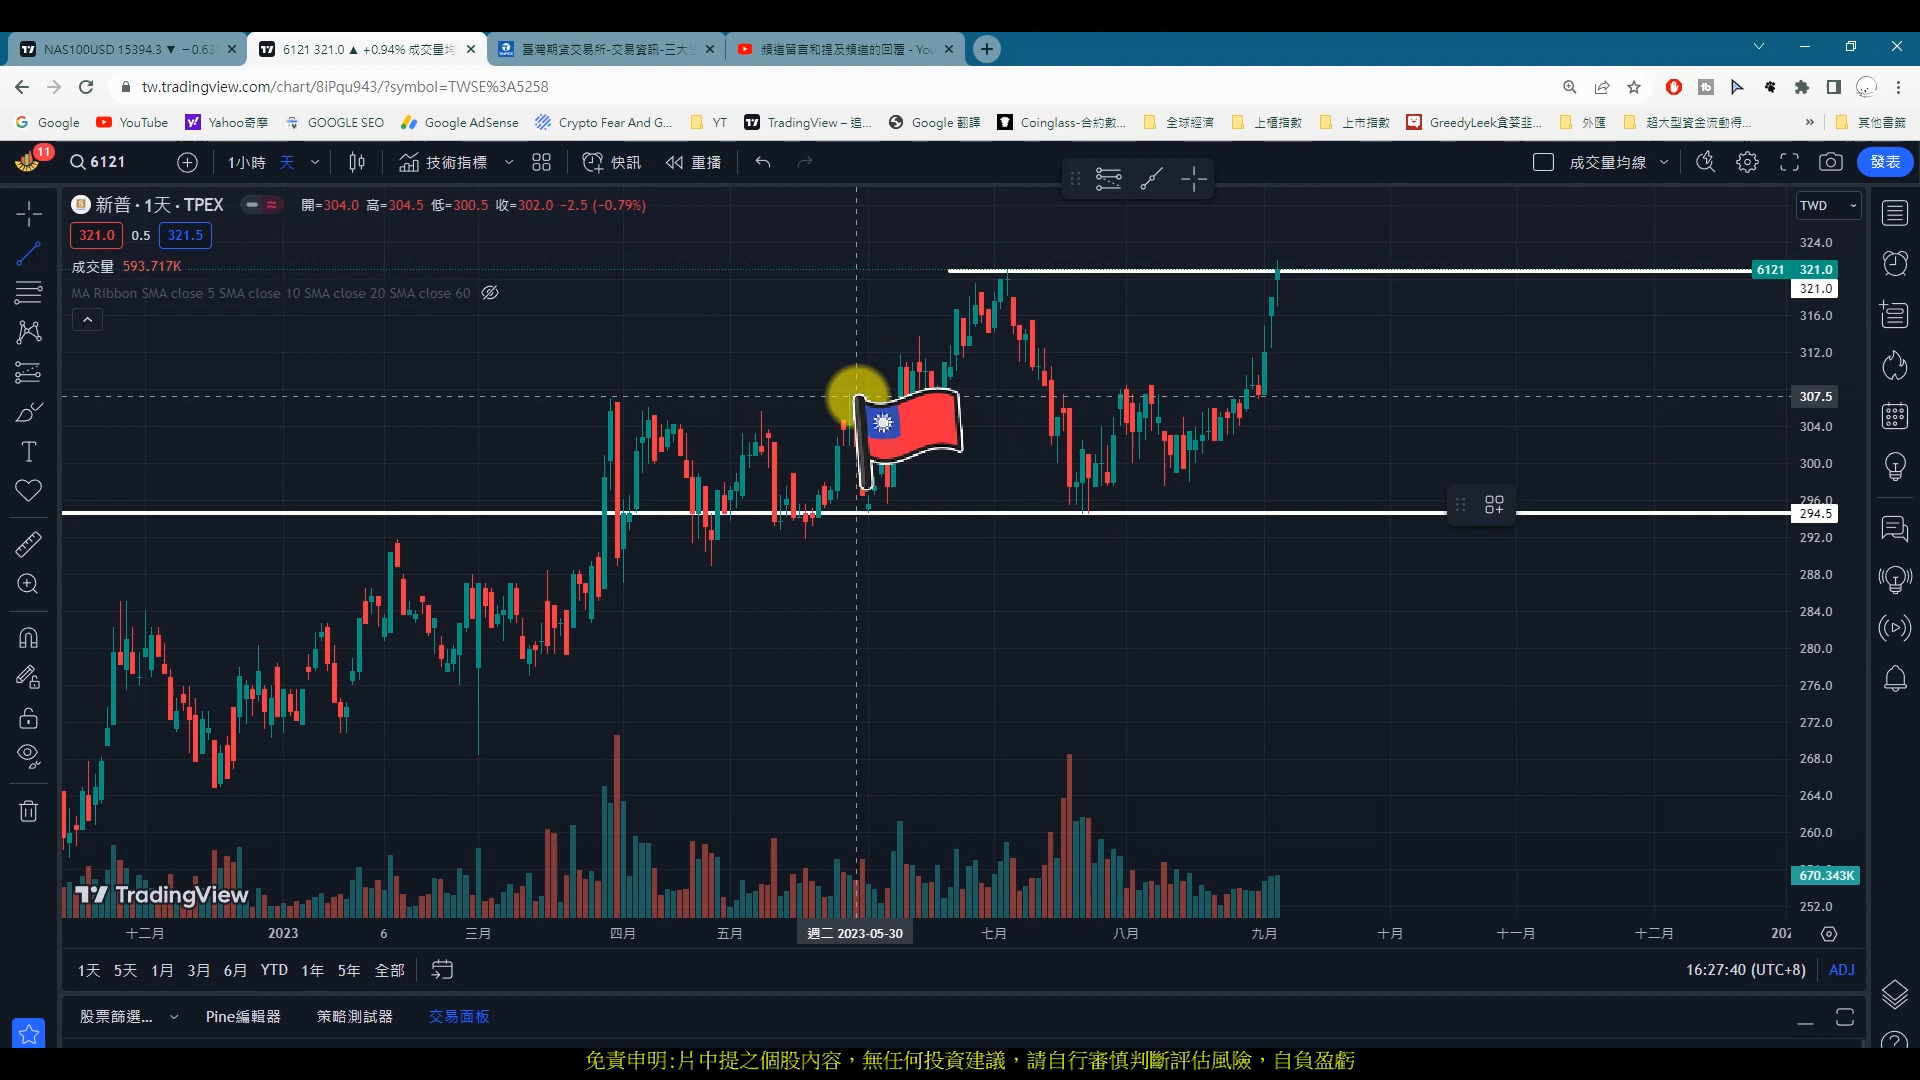 NAS100USD 15394.3 ▼ −0.63
6121 321.0 ▲ +0.94% 成交量均
臺灣期貨交易所-交易資訊-三大
頻道留言和提及頻道的回覆 - You
tw.tradingview.com/chart/8iPqu943/?symbol=TWSE%3A5258
Google
YouTube
Yahoo奇摩
GOOGLE SEO
Google AdSense
Crypto Fear And G...
YT
TradingView – 追...
Google 翻譯
Coinglass-合約數...
全球經濟
上櫃指數
上市指數
GreedyLeek貪婪韭...
外匯
超大型資金流動得...
»
其他書籤
11
6121
1小時
天
技術指標
快訊
重播
成交量均線
發表
新普 · 1天 · TPEX
開=304.0 高=304.5 低=300.5 收=302.0 −2.5 (−0.79%)
TWD
321.0 0.5 321.5
成交量 593.717K
MA Ribbon SMA close 5 SMA close 10 SMA close 20 SMA close 60
324.0
6121 321.0
321.0
316.0
312.0
307.5
304.0
300.0
296.0
294.5
292.0
288.0
284.0
280.0
276.0
272.0
268.0
264.0
260.0
670.343K
252.0
TradingView
十二月 2023 6 三月 四月 五月 週二 2023-05-30 七月 八月 九月 十月 十一月 十二月 202
1天 5天 1月 3月 6月 YTD 1年 5年 全部
16:27:40 (UTC+8) ADJ
股票篩選... Pine編輯器 策略測試器 交易面板
免責申明:片中提之個股內容，無任何投資建議，請自行審慎判斷評估風險，自負盈虧